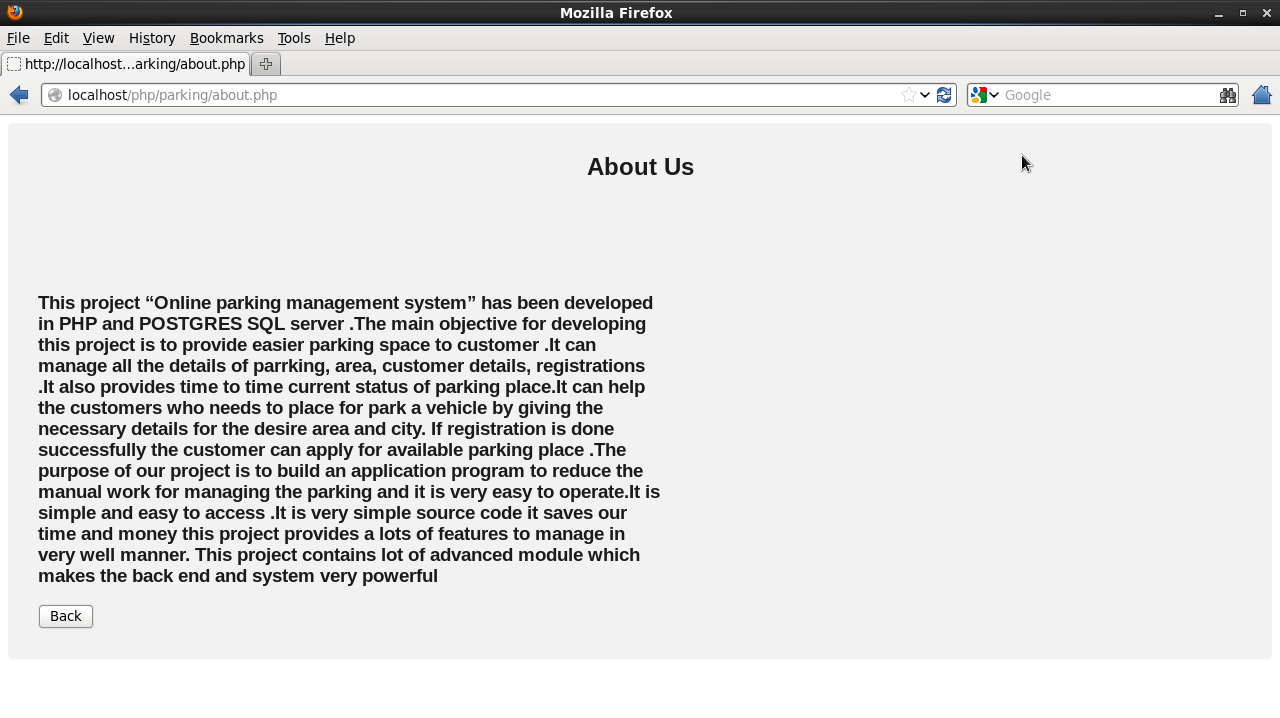 Mozilla Firefox
File Edit View History Bookmarks Tools Help
http://localhost...arking/about.php
localhost/php/parking/about.php
Google
About Us
This project “Online parking management system” has been developed
in PHP and POSTGRES SQL server .The main objective for developing
this project is to provide easier parking space to customer .It can
manage all the details of parrking, area, customer details, registrations
.It also provides time to time current status of parking place.It can help
the customers who needs to place for park a vehicle by giving the
necessary details for the desire area and city. If registration is done
successfully the customer can apply for available parking place .The
purpose of our project is to build an application program to reduce the
manual work for managing the parking and it is very easy to operate.It is
simple and easy to access .It is very simple source code it saves our
time and money this project provides a lots of features to manage in
very well manner. This project contains lot of advanced module which
makes the back end and system very powerful
Back